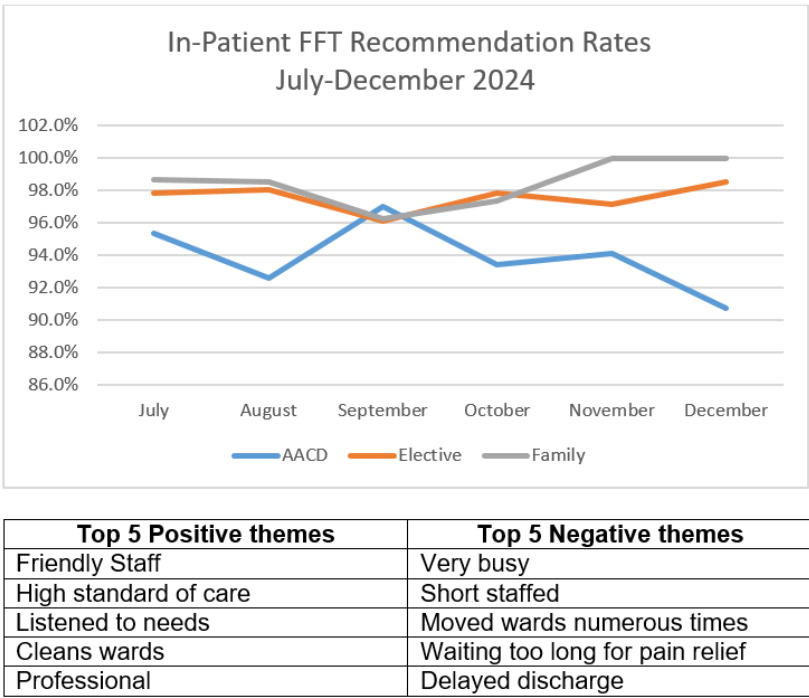 In-Patient FFT Recommendation Rates
July-December 2024
102.0%
100.0%
98.0%
96.0%
94.0%
92.0%
90.0%
88.0%
86.0%
July August September October November December
AACD Elective Family
Top 5 Positive themes Top 5 Negative themes
Friendly Staff Very busy
High standard of care Short staffed
Listened to needs Moved wards numerous times
Cleans wards Waiting too long for pain relief
Professional Delayed discharge